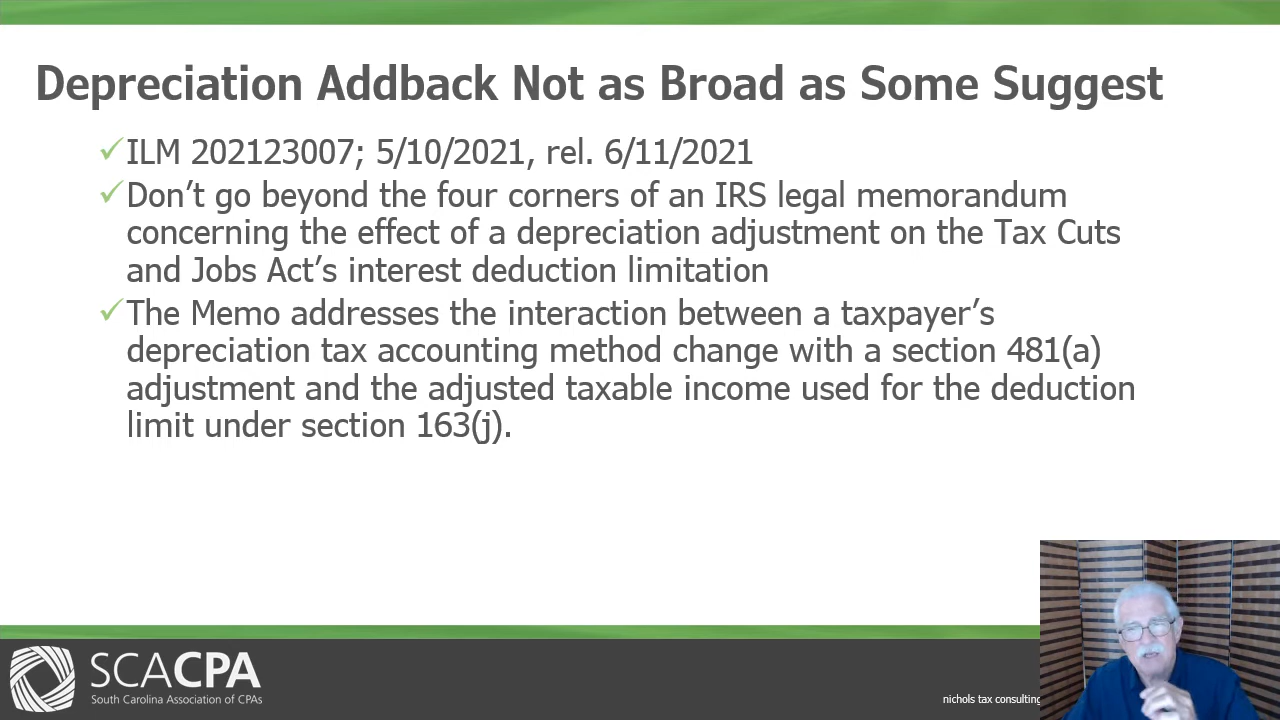 Depreciation Addback Not as Broad as Some Suggest
ILM 202123007; 5/10/2021, rel. 6/11/2021
Don’t go beyond the four corners of an IRS legal memorandum
concerning the effect of a depreciation adjustment on the Tax Cuts
and Jobs Act’s interest deduction limitation
The Memo addresses the interaction between a taxpayer’s
depreciation tax accounting method change with a section 481(a)
adjustment and the adjusted taxable income used for the deduction
limit under section 163(j).
SCACPA
South Carolina Association of CPAs
nichols tax consulting